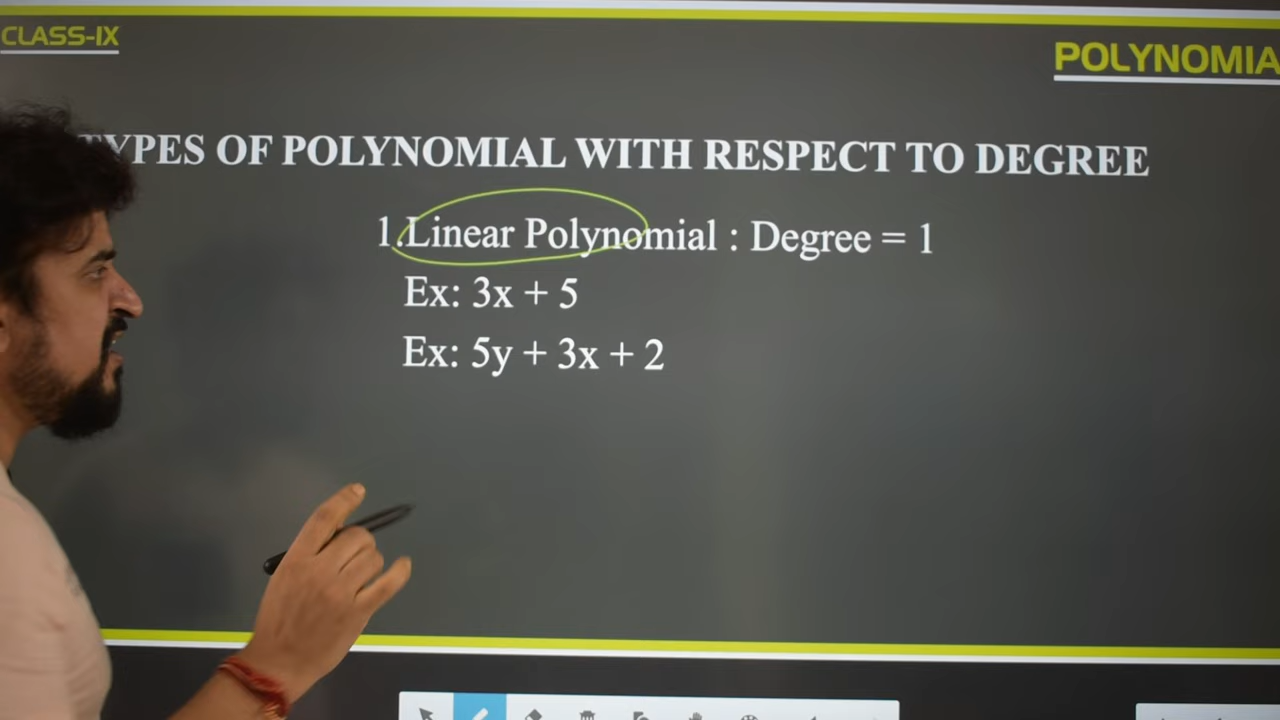 CLASS-IX
POLYNOMIA
TYPES OF POLYNOMIAL WITH RESPECT TO DEGREE
1.Linear Polynomial : Degree = 1
Ex: 3x + 5
Ex: 5y + 3x + 2